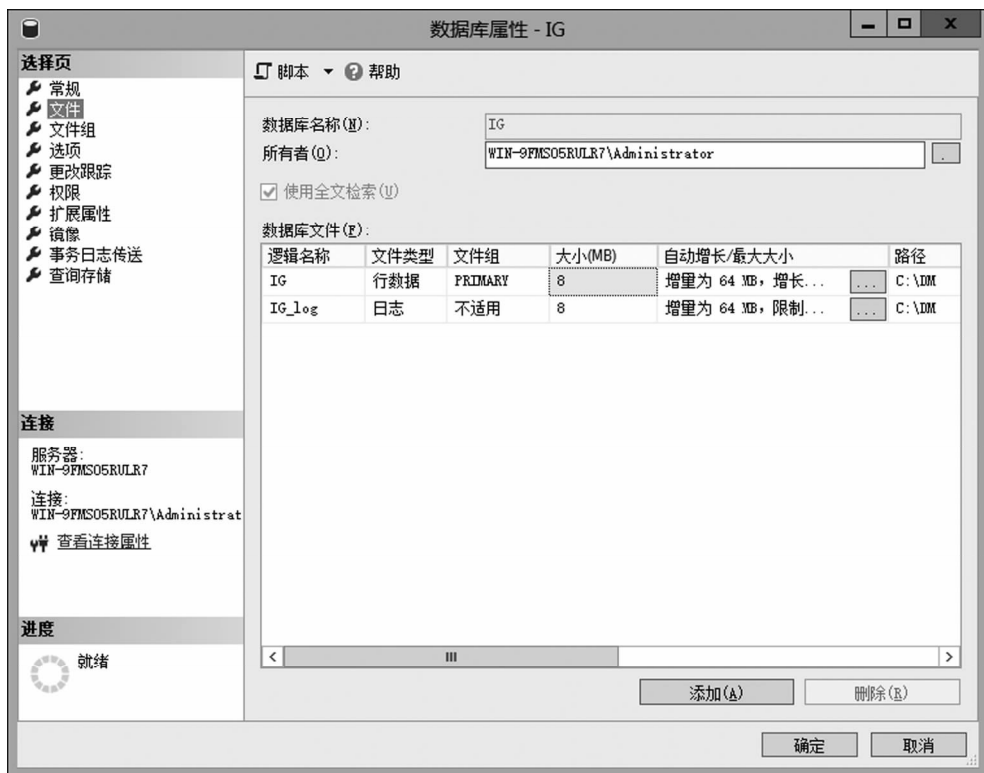 数据库属性 - IG
选择页
常规
文件
文件组
选项
更改跟踪
权限
扩展属性
镜像
事务日志传送
查询存储
脚本 帮助
数据库名称(N): IG
所有者(O): WIN-9FMSO5RULR7\Administrator
...
使用全文检索(U)
数据库文件(F):
逻辑名称 文件类型 文件组 大小(MB) 自动增长/最大大小 路径
IG 行数据 PRIMARY 8 增量为 64 MB，增长... ... C:\DM
IG_log 日志 不适用 8 增量为 64 MB，限制... ... C:\DM
连接
服务器:
WIN-9FMSO5RULR7
连接:
WIN-9FMSO5RULR7\Administrat
查看连接属性
进度
就绪
添加(A) 删除(R)
确定 取消